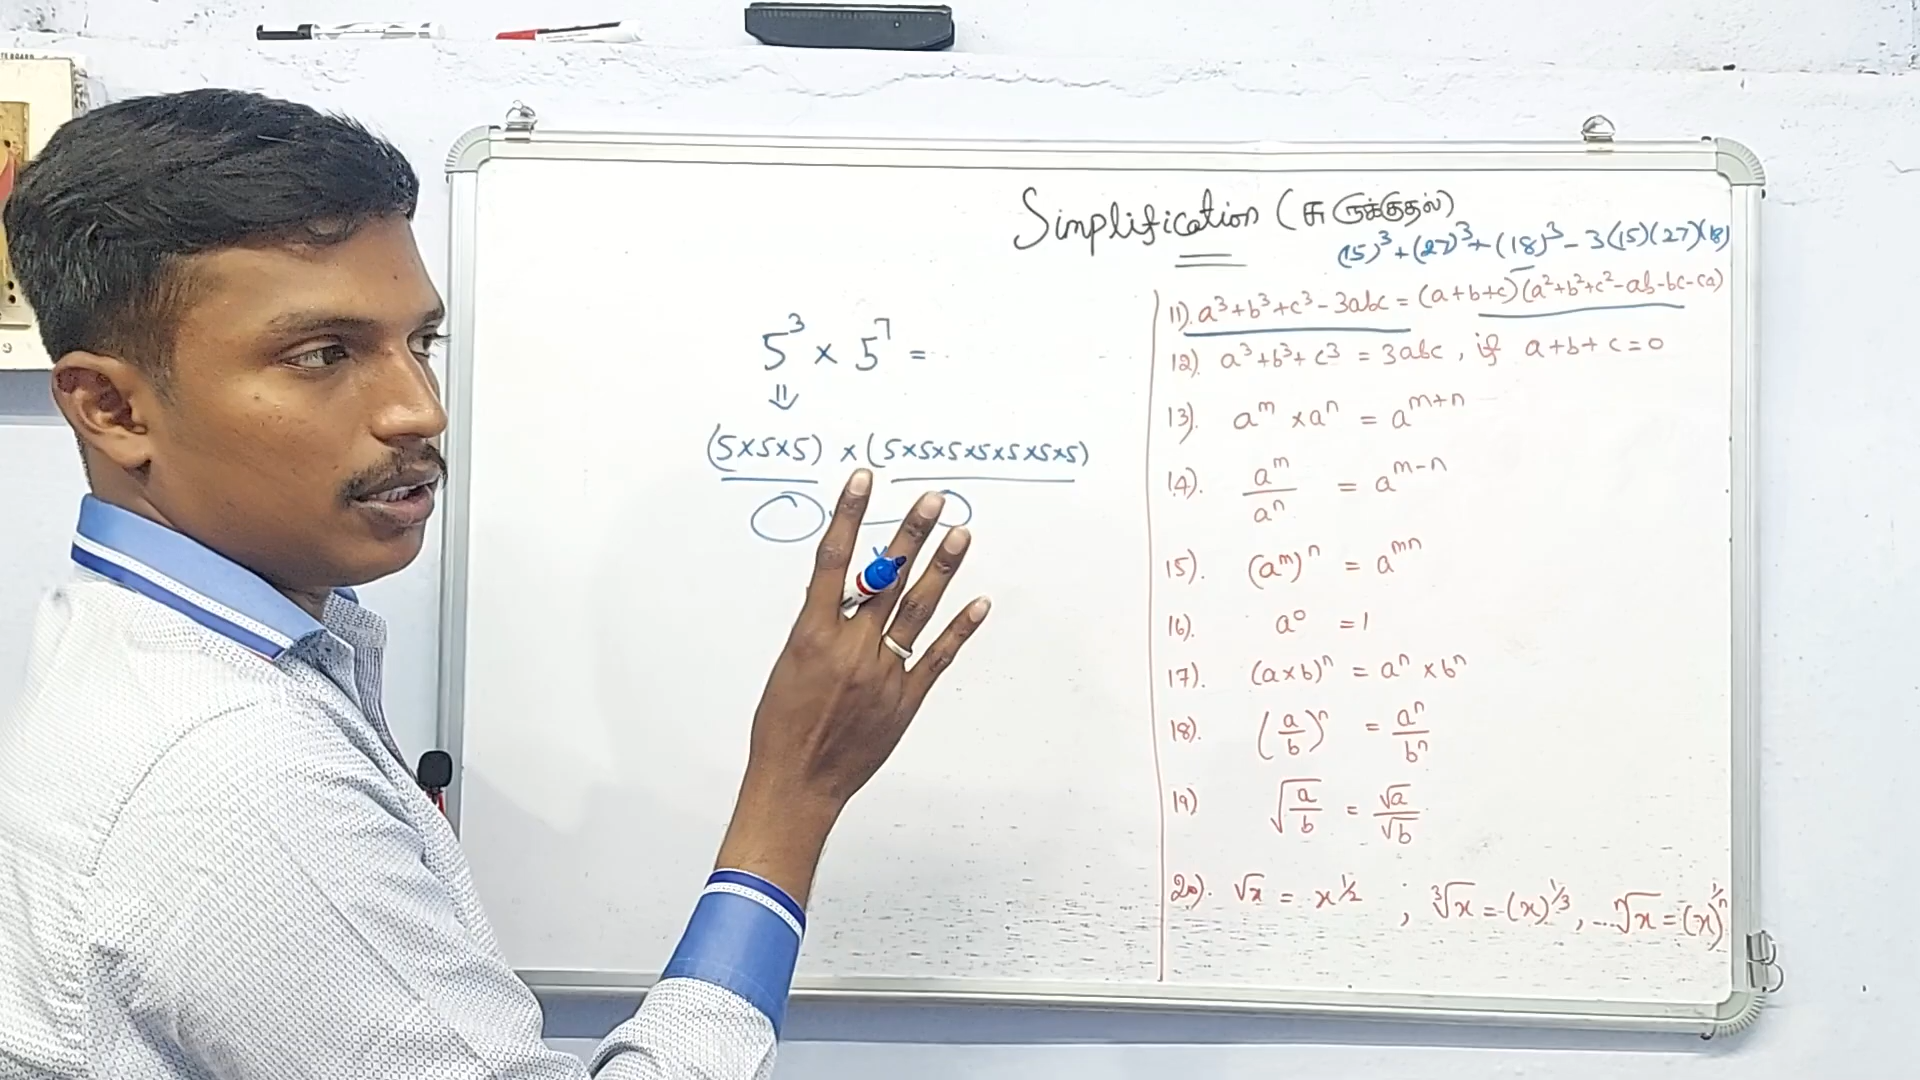 Simplification (சுருக்குதல்)
(15)³+(27)³+(18)³-3(15)(27)(18)
11). a³+b³+c³-3abc = (a+b+c)(a²+b²+c²-ab-bc-ca)
12). a³+b³+c³ = 3abc, if a+b+c=0
13). aᵐ × aⁿ = aᵐ⁺ⁿ
14). aᵐ/aⁿ = aᵐ⁻ⁿ
15). (aᵐ)ⁿ = aᵐⁿ
16). a⁰ = 1
17). (a×b)ⁿ = aⁿ × bⁿ
18). (a/b)ⁿ = aⁿ/bⁿ
19) √(a/b) = √a/√b
20). √x = x^½ ; ³√x = (x)^⅓, ... ⁿ√x = (x)^1/n
5³ × 5⁷ =
⇓
(5×5×5) × (5×5×5×5×5×5×5)